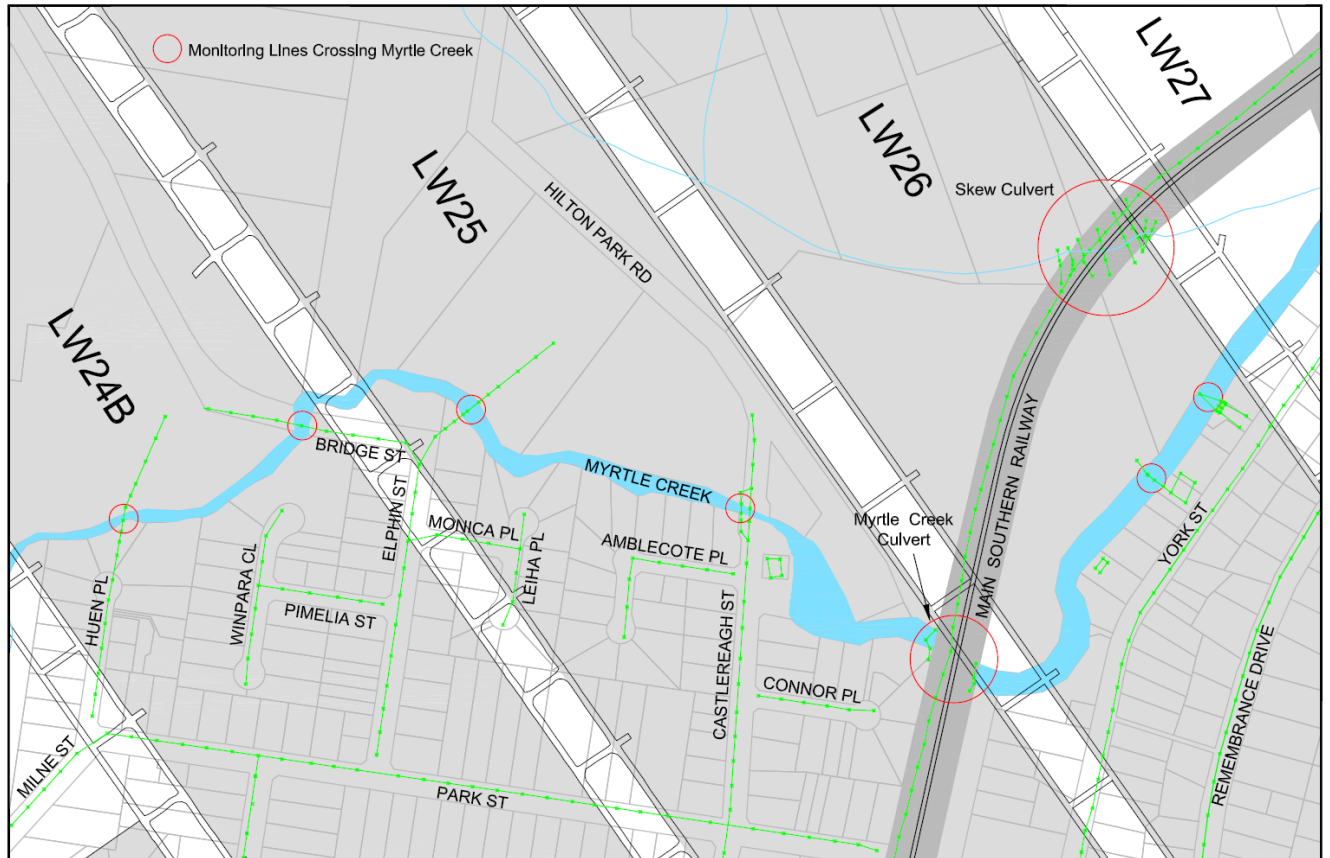 Monitoring Lines Crossing Myrtle Creek
LW27
LW26
LW25
Skew Culvert
HILTON PARK RD
LW24B
BRIDGE ST
MYRTLE CREEK
MAIN SOUTHERN RAILWAY
ELPHIN ST
MONICA PL
LEIHA PL
AMBLECOTE PL
Myrtle Creek
Culvert
YORK ST
HUEN PL
WINPARA CL
PIMELIA ST
CASTLEREAGH ST
CONNOR PL
REMEMBRANCE DRIVE
MILNE ST
PARK ST